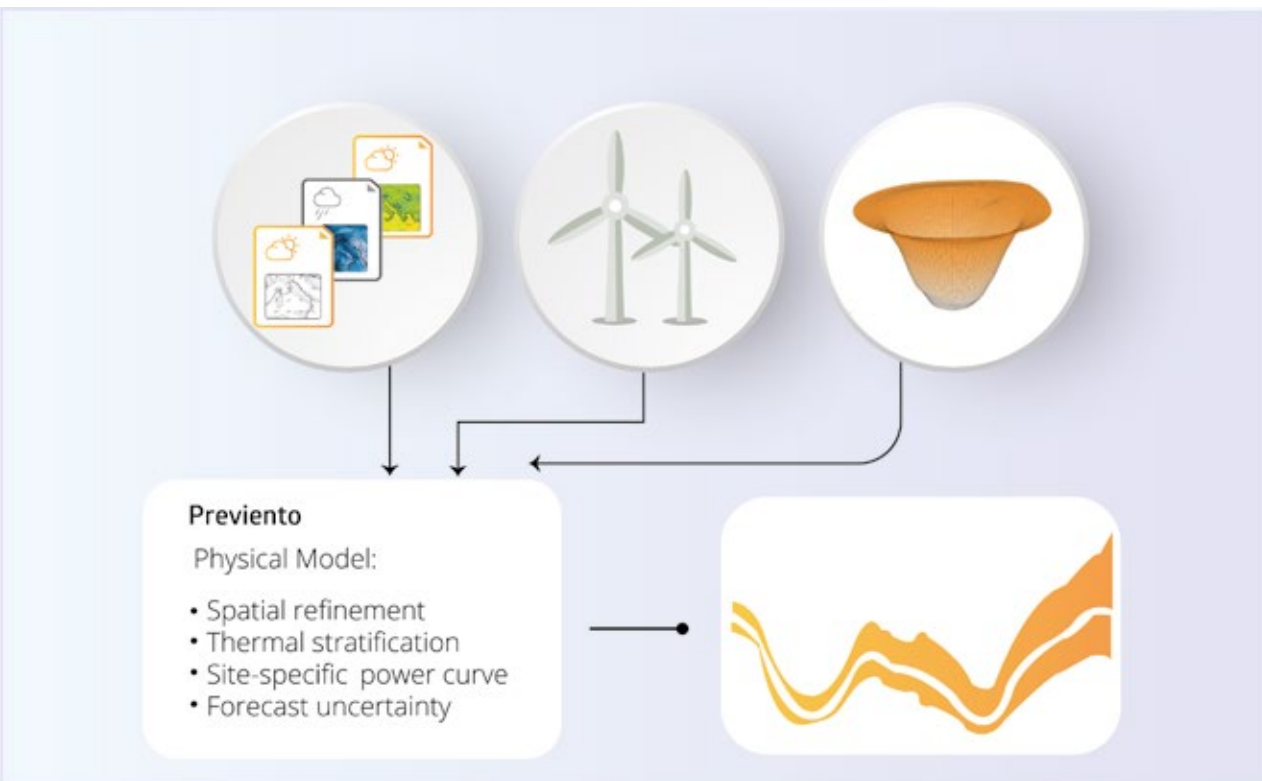 Previento
Physical Model:
• Spatial refinement
• Thermal stratification
• Site-specific power curve
• Forecast uncertainty